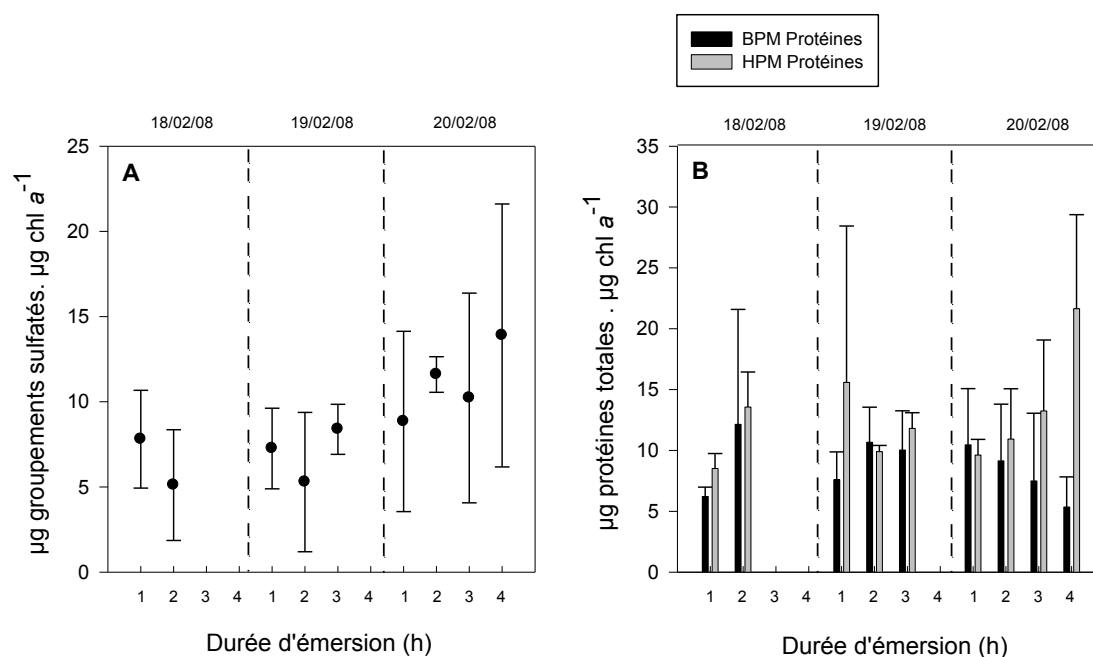 BPM Protéines
HPM Protéines
18/02/08 19/02/08 20/02/08
A
25
20
15
10
5
0
µg groupements sulfatés. µg chl a⁻¹
1 2 3 4 1 2 3 4 1 2 3 4
Durée d'émersion (h)
18/02/08 19/02/08 20/02/08
B
35
30
25
20
15
10
5
0
µg protéines totales . µg chl a⁻¹
1 2 3 4 1 2 3 4 1 2 3 4
Durée d'émersion (h)